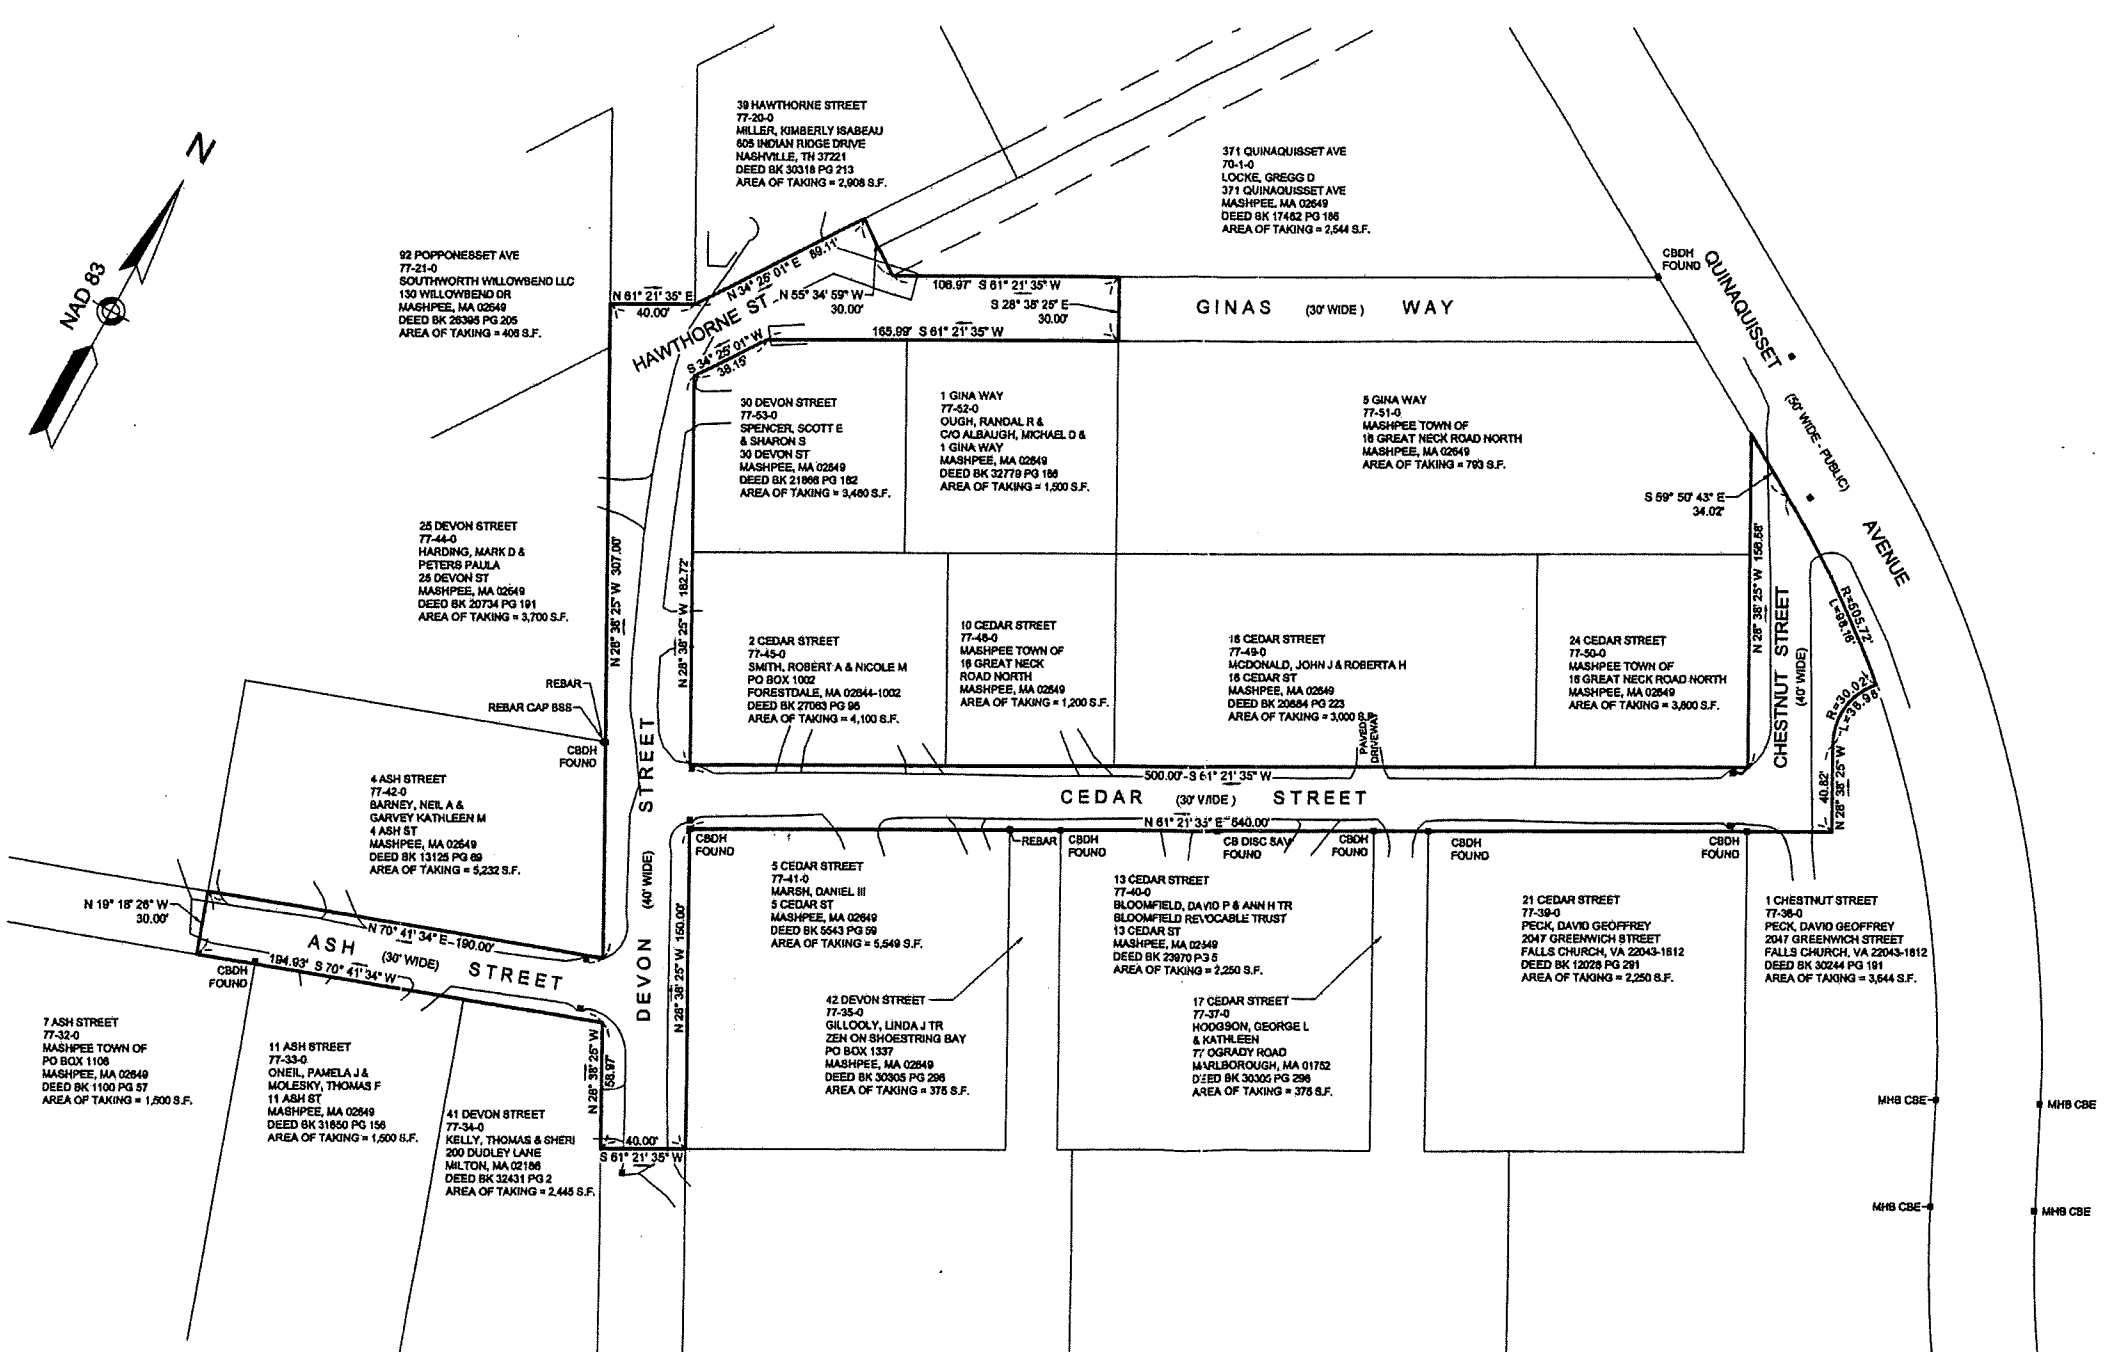 N
NAD 83
39 HAWTHORNE STREET
77-20-0
MILLER, KIMBERLY ISABEAU
605 INDIAN RIDGE DRIVE
NASHVILLE, TN 37221
DEED BK 30318 PG 213
AREA OF TAKING = 2,908 S.F.
371 QUINAQUISSET AVE
70-1-0
LOCKE, GREGG D
371 QUINAQUISSET AVE
MASHPEE, MA 02649
DEED BK 17462 PG 186
AREA OF TAKING = 2,544 S.F.
92 POPPONESSET AVE
77-21-0
SOUTHWORTH WILLOWBEND LLC
130 WILLOWBEND DR
MASHPEE, MA 02649
DEED BK 26395 PG 205
AREA OF TAKING = 406 S.F.
CBDH
FOUND
QUINAQUISSET
(50' WIDE - PUBLIC)
AVENUE
N 61° 21' 35" E
40.00'
N 34° 25' 01" E 89.11'
HAWTHORNE ST
N 55° 34' 59" W
30.00'
106.97' S 61° 21' 35" W
S 28° 38' 25" E
30.00'
GINAS (30' WIDE ) WAY
165.99' S 61° 21' 35" W
S 34° 25' 01" W
38.15'
30 DEVON STREET
77-53-0
SPENCER, SCOTT E
& SHARON S
30 DEVON ST
MASHPEE, MA 02649
DEED BK 21866 PG 182
AREA OF TAKING = 3,460 S.F.
1 GINA WAY
77-52-0
OUGH, RANDAL R &
C/O ALBAUGH, MICHAEL D &
1 GINA WAY
MASHPEE, MA 02649
DEED BK 32779 PG 186
AREA OF TAKING = 1,500 S.F.
5 GINA WAY
77-51-0
MASHPEE TOWN OF
16 GREAT NECK ROAD NORTH
MASHPEE, MA 02649
AREA OF TAKING = 793 S.F.
S 59° 50' 43" E
34.02'
25 DEVON STREET
77-44-0
HARDING, MARK D &
PETERS PAULA
25 DEVON ST
MASHPEE, MA 02649
DEED BK 20734 PG 191
AREA OF TAKING = 3,700 S.F.
N 28° 38' 25" W 307.00'
N 28° 38' 25" W 182.72'
N 28° 38' 25" W 156.58'
CHESTNUT STREET
(40' WIDE)
R=505.72'
L=98.16'
R=30.02'
L=38.98'
40.82'
N 28° 38' 25" W
2 CEDAR STREET
77-45-0
SMITH, ROBERT A & NICOLE M
PO BOX 1002
FORESTDALE, MA 02644-1002
DEED BK 27063 PG 96
AREA OF TAKING = 4,100 S.F.
10 CEDAR STREET
77-48-0
MASHPEE TOWN OF
16 GREAT NECK
ROAD NORTH
MASHPEE, MA 02649
AREA OF TAKING = 1,200 S.F.
16 CEDAR STREET
77-49-0
MCDONALD, JOHN J & ROBERTA H
16 CEDAR ST
MASHPEE, MA 02649
DEED BK 20884 PG 223
AREA OF TAKING = 3,000 S.F.
PAVED
DRIVEWAY
24 CEDAR STREET
77-50-0
MASHPEE TOWN OF
16 GREAT NECK ROAD NORTH
MASHPEE, MA 02649
AREA OF TAKING = 3,800 S.F.
REBAR
REBAR CAP BSS
CBDH
FOUND
DEVON (40' WIDE) STREET
500.00'-S 61° 21' 35" W
CEDAR (30' WIDE ) STREET
N 61° 21' 35" E 540.00'
CBDH
FOUND
REBAR
CBDH
FOUND
CB DISC SAV
FOUND
CBDH
FOUND
CBDH
FOUND
CBDH
FOUND
4 ASH STREET
77-42-0
BARNEY, NEIL A &
GARVEY KATHLEEN M
4 ASH ST
MASHPEE, MA 02649
DEED BK 13125 PG 69
AREA OF TAKING = 5,232 S.F.
N 19° 18' 26" W
30.00'
N 70° 41' 34" E-190.00'
ASH (30' WIDE) STREET
194.93' S 70° 41' 34" W
CBDH
FOUND
5 CEDAR STREET
77-41-0
MARSH, DANIEL III
5 CEDAR ST
MASHPEE, MA 02649
DEED BK 5543 PG 59
AREA OF TAKING = 5,549 S.F.
13 CEDAR STREET
77-40-0
BLOOMFIELD, DAVID P & ANN H TR
BLOOMFIELD REVOCABLE TRUST
13 CEDAR ST
MASHPEE, MA 02649
DEED BK 23970 PG 5
AREA OF TAKING = 2,250 S.F.
21 CEDAR STREET
77-39-0
PECK, DAVID GEOFFREY
2047 GREENWICH STREET
FALLS CHURCH, VA 22043-1612
DEED BK 12028 PG 291
AREA OF TAKING = 2,250 S.F.
1 CHESTNUT STREET
77-36-0
PECK, DAVID GEOFFREY
2047 GREENWICH STREET
FALLS CHURCH, VA 22043-1612
DEED BK 30244 PG 191
AREA OF TAKING = 3,644 S.F.
N 28° 38' 25" W 150.00'
42 DEVON STREET
77-35-0
GILLOOLY, LINDA J TR
ZEN ON SHOESTRING BAY
PO BOX 1337
MASHPEE, MA 02649
DEED BK 30305 PG 296
AREA OF TAKING = 375 S.F.
17 CEDAR STREET
77-37-0
HODGSON, GEORGE L
& KATHLEEN
77 OGRADY ROAD
MARLBOROUGH, MA 01752
DEED BK 30305 PG 296
AREA OF TAKING = 375 S.F.
7 ASH STREET
77-32-0
MASHPEE TOWN OF
PO BOX 1108
MASHPEE, MA 02649
DEED BK 1100 PG 57
AREA OF TAKING = 1,500 S.F.
11 ASH STREET
77-33-0
ONEIL, PAMELA J &
MOLESKY, THOMAS F
11 ASH ST
MASHPEE, MA 02649
DEED BK 31650 PG 156
AREA OF TAKING = 1,500 S.F.
N 28° 38' 25" W
58.97'
41 DEVON STREET
77-34-0
KELLY, THOMAS & SHERI
200 DUDLEY LANE
MILTON, MA 02186
DEED BK 32431 PG 2
AREA OF TAKING = 2,445 S.F.
40.00'
S 61° 21' 35" W
MHB CBE
MHB CBE
MHB CBE
MHB CBE